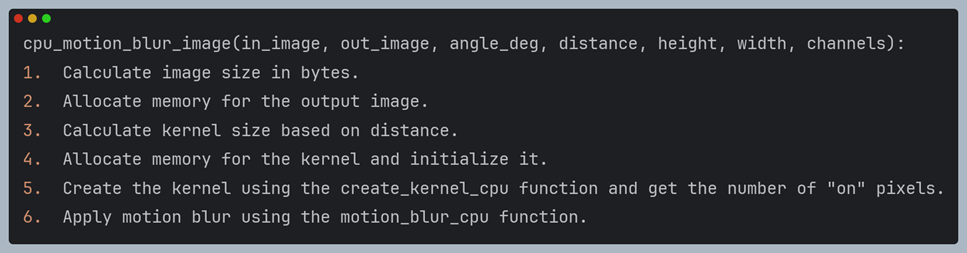 cpu_motion_blur_image(in_image, out_image, angle_deg, distance, height, width, channels):
1. Calculate image size in bytes.
2. Allocate memory for the output image.
3. Calculate kernel size based on distance.
4. Allocate memory for the kernel and initialize it.
5. Create the kernel using the create_kernel_cpu function and get the number of "on" pixels.
6. Apply motion blur using the motion_blur_cpu function.